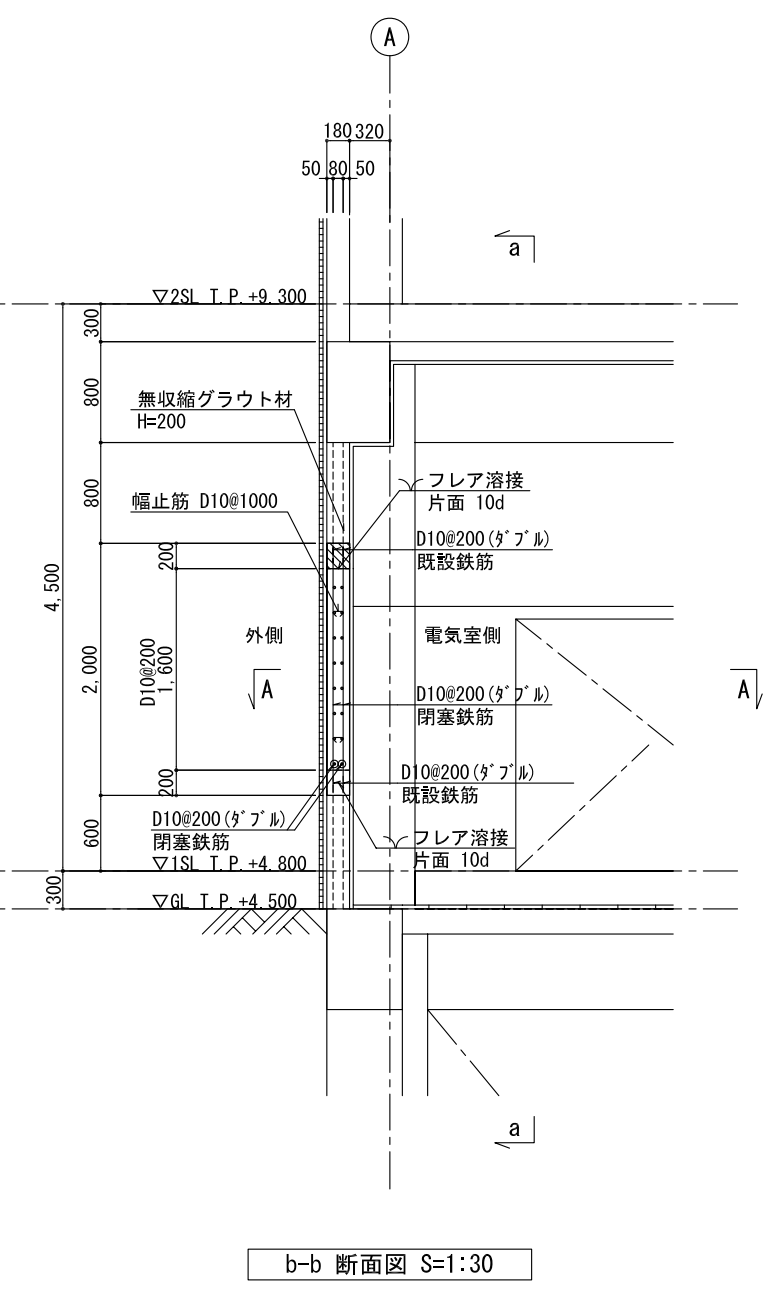 A
180 320
50 80 50
a
▽2SL T.P.+9.300
300
800
無収縮グラウト材
H=200
フレア溶接
片面 10d
800
幅止筋 D10@1000
D10@200(ﾀﾞﾌﾞﾙ)
既設鉄筋
200
4,500
外側
電気室側
2,000
D10@200
1,600
A
A
D10@200(ﾀﾞﾌﾞﾙ)
閉塞鉄筋
200
D10@200(ﾀﾞﾌﾞﾙ)
既設鉄筋
D10@200(ﾀﾞﾌﾞﾙ)
閉塞鉄筋
600
フレア溶接
片面 10d
▽1SL T.P.+4.800
300
▽GL T.P.+4.500
a
b-b 断面図 S=1:30